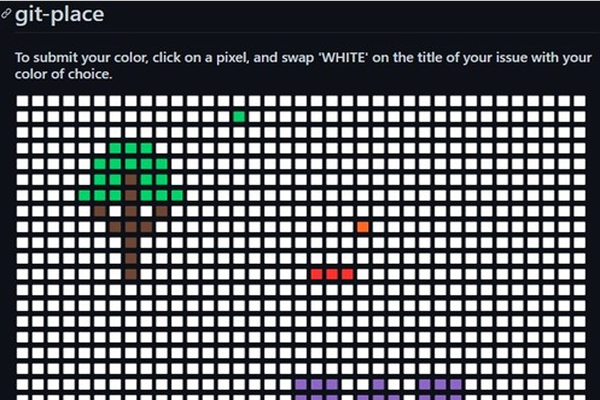 git-place
To submit your color, click on a pixel, and swap 'WHITE' on the title of your issue with your
color of choice.